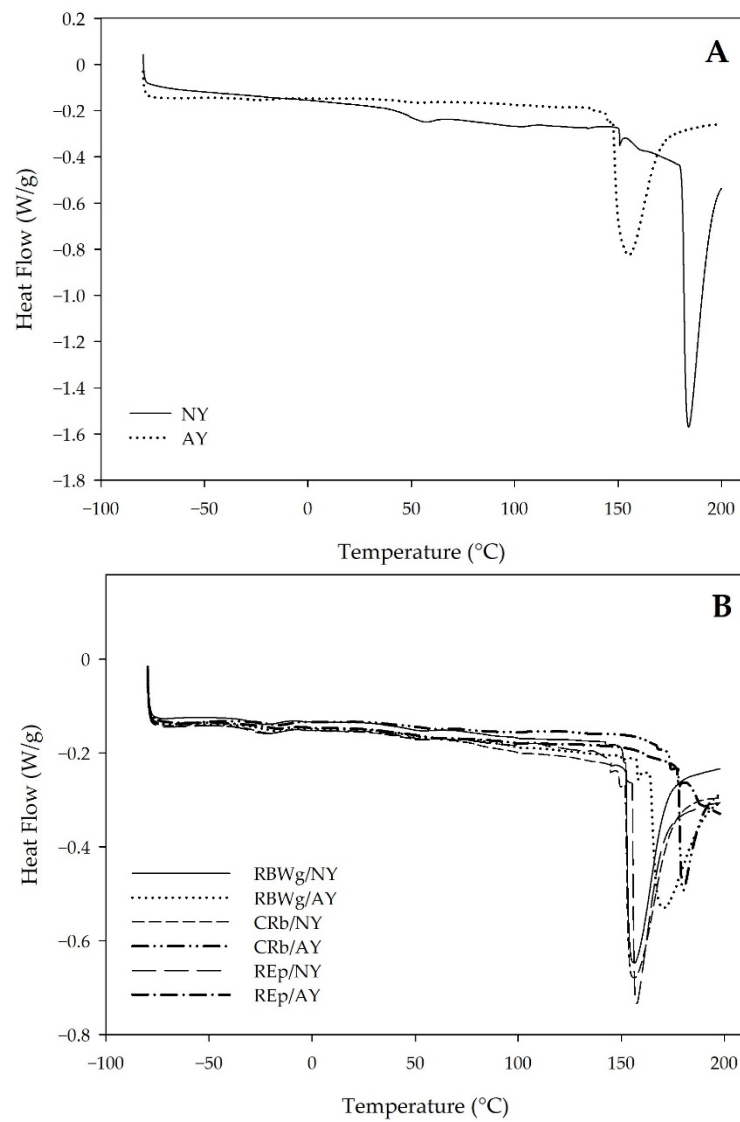 A
0.2
0
−0.2
−0.4
−0.6
−0.8
−1.0
−1.2
−1.4
−1.6
−1.8
Heat Flow (W/g)
NY
AY
−100 −50 0 50 100 150 200
Temperature (°C)
B
0
−0.2
−0.4
−0.6
−0.8
Heat Flow (W/g)
RBWg/NY
RBWg/AY
CRb/NY
CRb/AY
REp/NY
REp/AY
−100 −50 0 50 100 150 200
Temperature (°C)